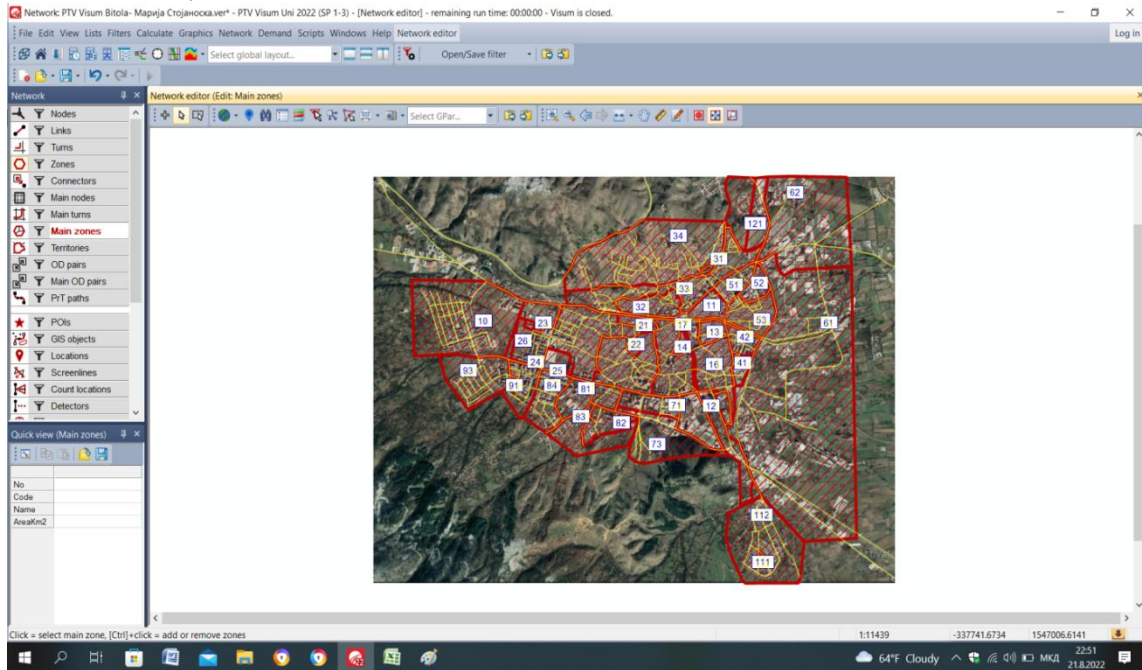 Network: PTV Visum Bitola- Марија Стојаноска.ver* - PTV Visum Uni 2022 (SP 1-3) - [Network editor] - remaining run time: 00:00:00 - Visum is closed.
File Edit View Lists Filters Calculate Graphics Network Demand Scripts Windows Help Network editor Log in
Select global layout... Open/Save filter
Network
Network editor (Edit: Main zones)
Select GPar...
Nodes
Links
Turns
Zones
Connectors
Main nodes
Main turns
Main zones
Territories
OD pairs
Main OD pairs
PrT paths
POIs
GIS objects
Locations
Screenlines
Count locations
Detectors
Quick view (Main zones)
No
Code
Name
AreaKm2
62
121
34
31
51 52
33
32 11
10 23 21 17 13 53 61
26 22 14 42
24 16 41
93 25
91 84 81
71 12
83 82
73
112
111
Click = select main zone, [Ctrl]+click = add or remove zones 1:11439 -337741.6734 1547006.6141
64°F Cloudy МКД 22:51
21.8.2022